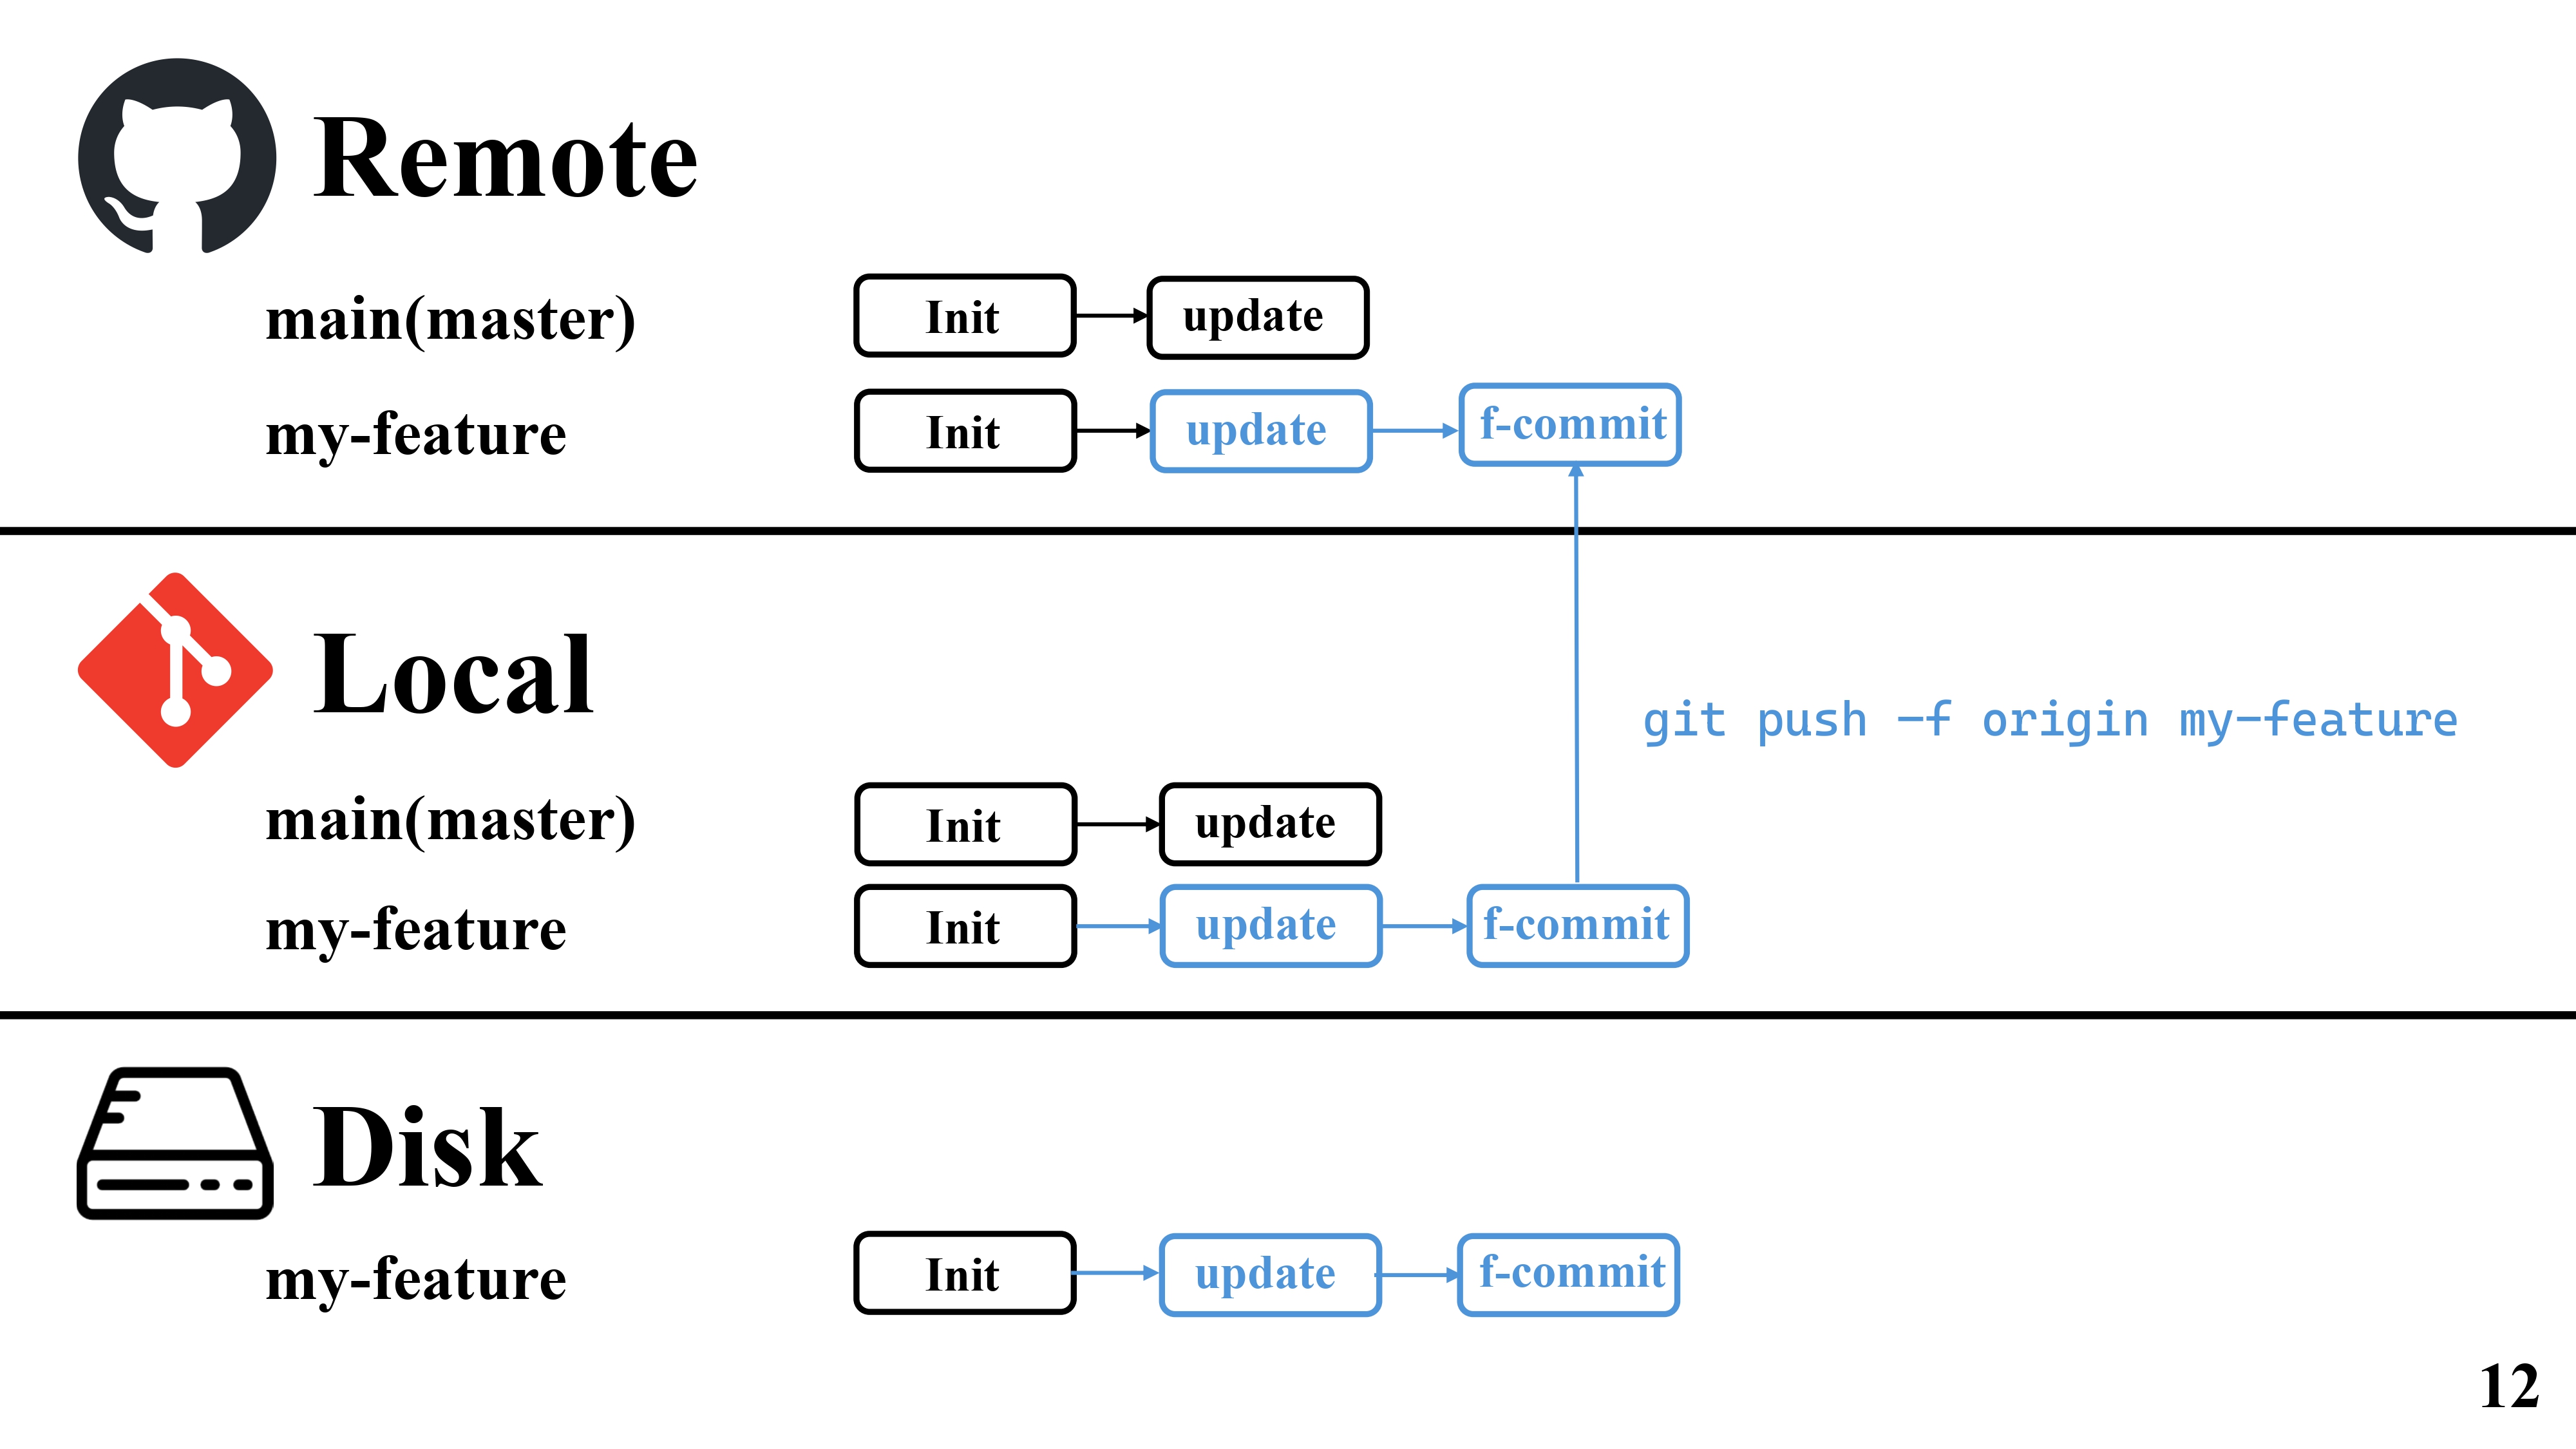 Remote
main(master)
Init
update
my-feature
Init
update
f-commit
Local
git push -f origin my-feature
main(master)
Init
update
my-feature
Init
update
f-commit
Disk
my-feature
Init
update
f-commit
12